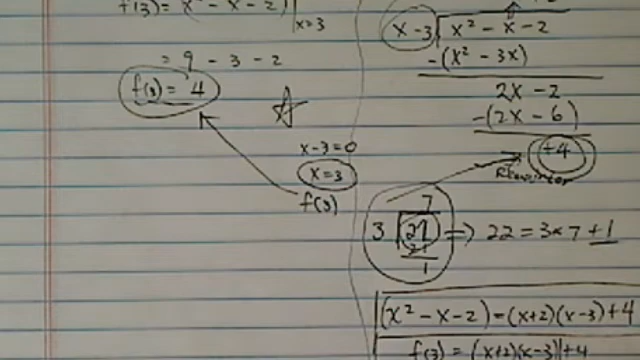 f(3) = x² - x - 2 |x=3
= 9 - 3 - 2
f(3) = 4
x-3=0
x=3
f(3)
x-3 | x² - x - 2
-(x² - 3x)
2x - 2
-(2x - 6)
+4
Remainder
7
3 | 22
21
1
=> 22 = 3*7+1
(x²-x-2)=(x+2)(x-3)+4
f(3) = (x+2)(x-3)|+4